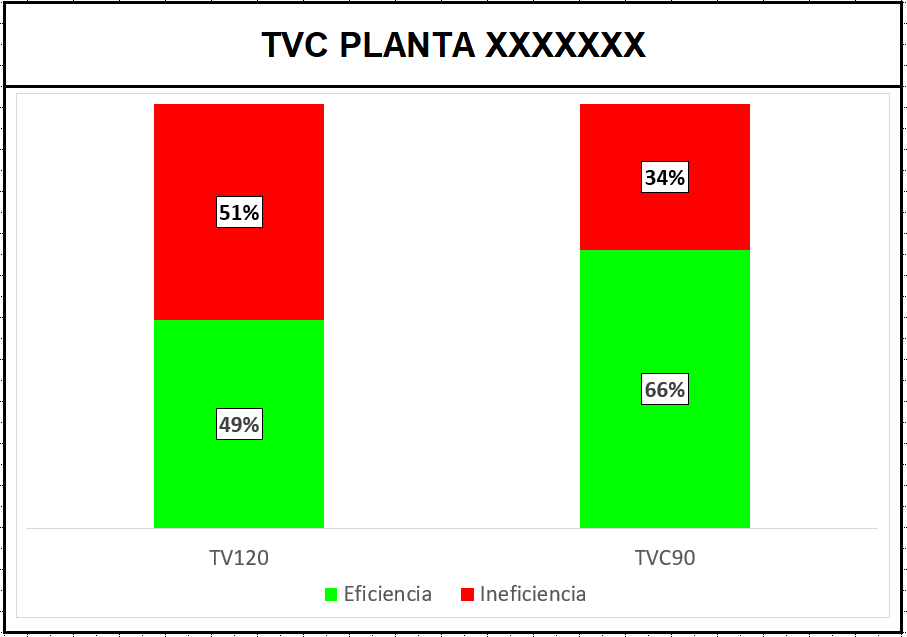 TVC PLANTA XXXXXXX
51%
34%
49%
66%
TV120
TVC90
Eficiencia
Ineficiencia